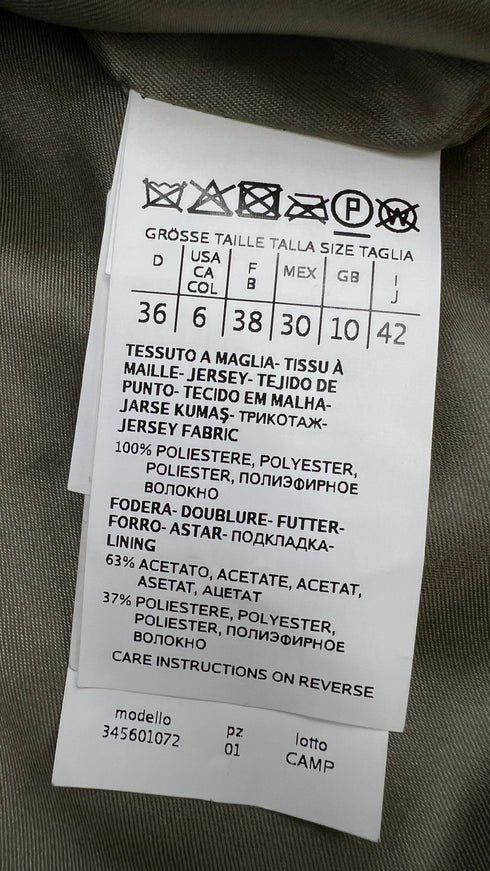 P W
GRÖSSE TAILLE TALLA SIZE TAGLIA
D USA CA COL F B MEX GB I J
36 6 38 30 10 42
TESSUTO A MAGLIA- TISSU À
MAILLE- JERSEY- TEJIDO DE
PUNTO- TECIDO EM MALHA-
JARSE KUMAŞ- ТРИКОТАЖ-
JERSEY FABRIC
100% POLIESTERE, POLYESTER,
POLIESTER, ПОЛИЭФИРНОЕ
ВОЛОКНО
FODERA- DOUBLURE- FUTTER-
FORRO- ASTAR- ПОДКЛАДКА-
LINING
63% ACETATO, ACETATE, ACETAT,
ASETAT, АЦЕТАТ
37% POLIESTERE, POLYESTER,
POLIESTER, ПОЛИЭФИРНОЕ
ВОЛОКНО
CARE INSTRUCTIONS ON REVERSE
modello pz lotto
345601072 01 CAMP